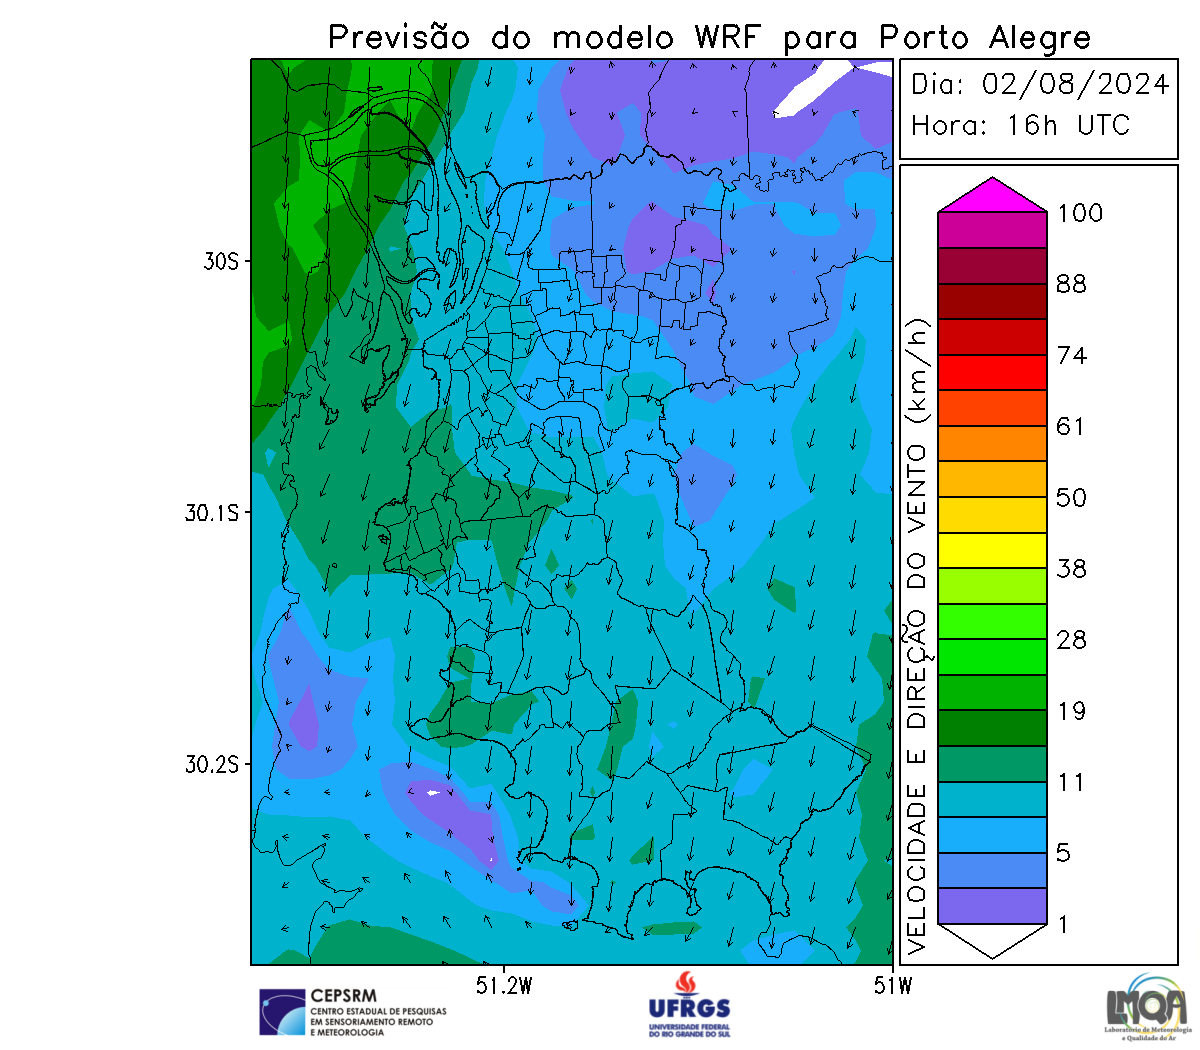 Previsão do modelo WRF para Porto Alegre
Dia: 02/08/2024
Hora: 16h UTC
30S
30.1S
30.2S
51.2W
51W
VELOCIDADE E DIREÇÃO DO VENTO (km/h)
100
88
74
61
50
38
28
19
11
5
1
CEPSRM
CENTRO ESTADUAL DE PESQUISAS
EM SENSORIAMENTO REMOTO
E METEOROLOGIA
UFRGS
UNIVERSIDADE FEDERAL
DO RIO GRANDE DO SUL
LMQA
Laboratório de Meteorologia
e Qualidade do Ar